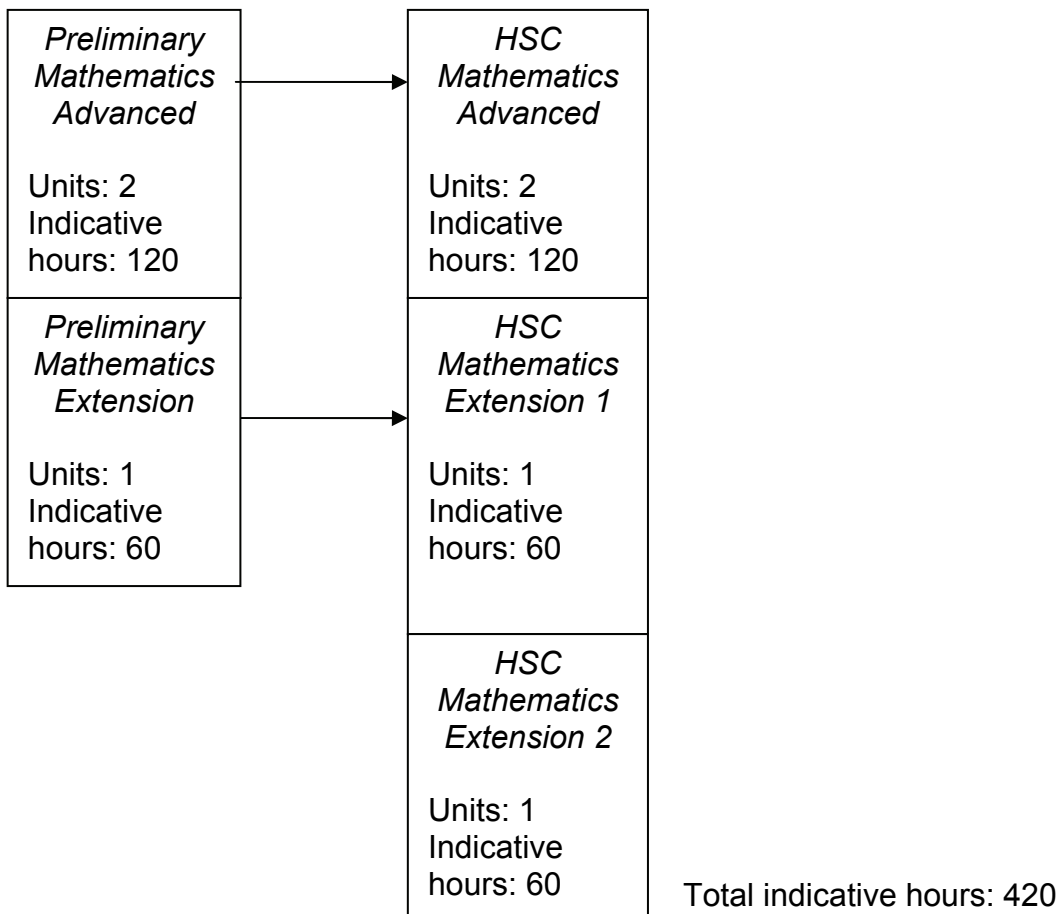 Preliminary
Mathematics
Advanced
Units: 2
Indicative
hours: 120
HSC
Mathematics
Advanced
Units: 2
Indicative
hours: 120
Preliminary
Mathematics
Extension
Units: 1
Indicative
hours: 60
HSC
Mathematics
Extension 1
Units: 1
Indicative
hours: 60
HSC
Mathematics
Extension 2
Units: 1
Indicative
hours: 60
Total indicative hours: 420